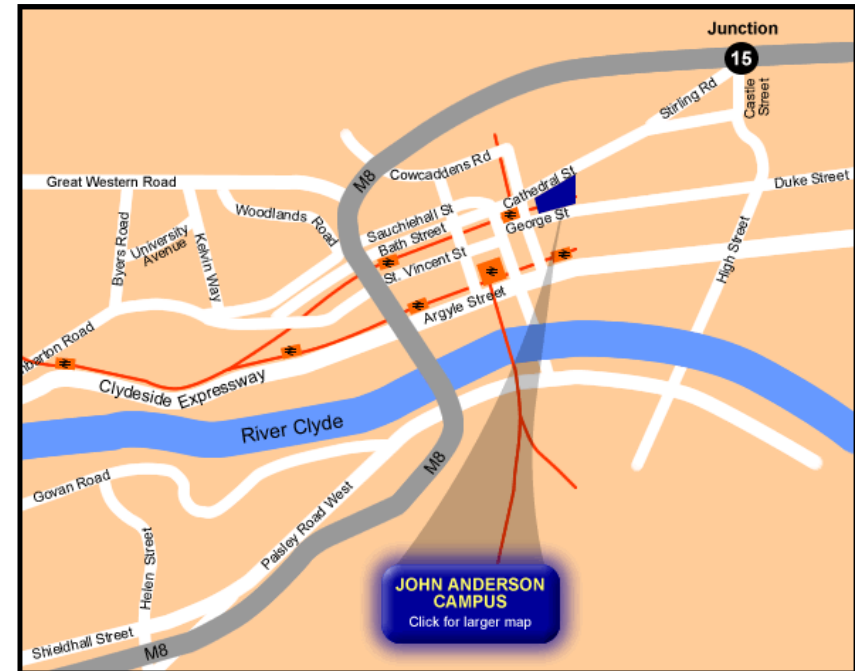 Junction
15
Stirling Rd
Castle
Street
Cowcaddens Rd
M8
Great Western Road
Cathedral St
Duke Street
Woodlands Road
Sauchiehall St
Bath Street
George St
University
Avenue
Byers Road
Kelvin Way
St. Vincent St
High Street
Argyle Street
mberton Road
Clydeside Expressway
River Clyde
M8
Govan Road
Paisley Road West
Helen Street
JOHN ANDERSON
CAMPUS
Click for larger map
Shieldhall Street
M8